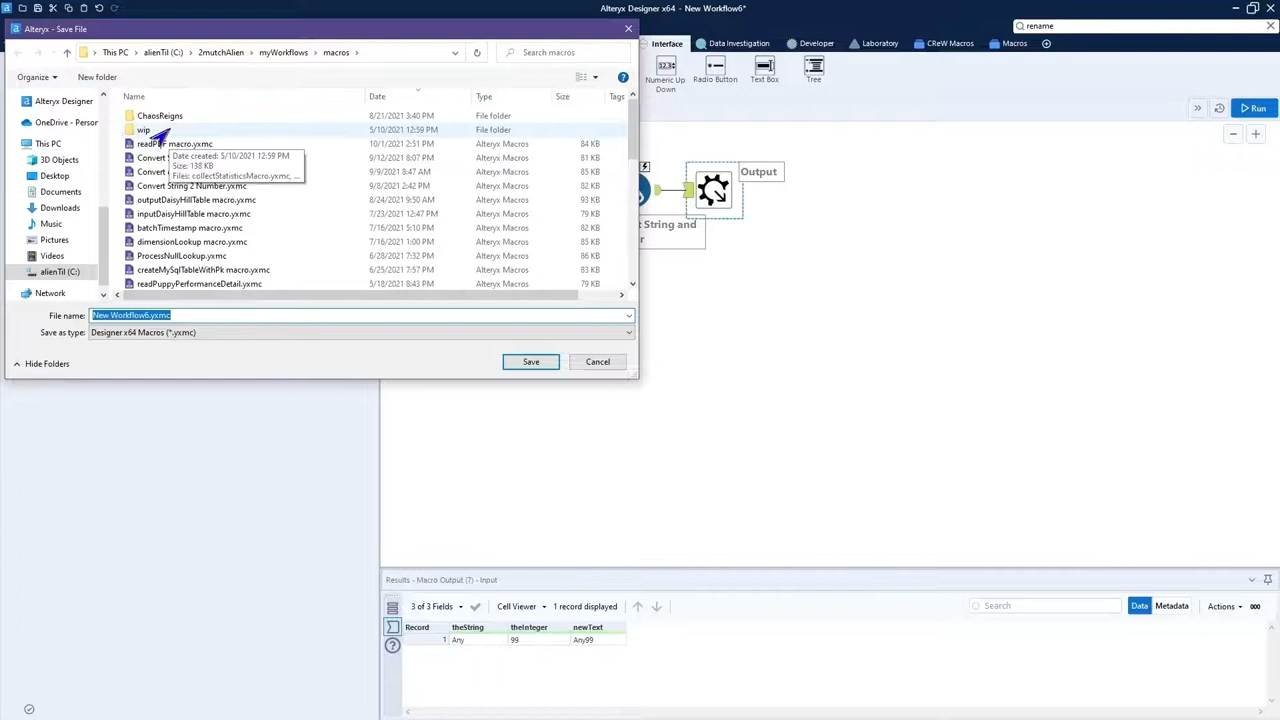 Alteryx Designer x64 - New Workflow6*
Alteryx - Save File
rename
This PC > alienTil (C:) > 2mutchAlien > myWorkflows > macros >
Search macros
Interface
Data Investigation
Developer
Laboratory
CReW Macros
Macros
Organize
New folder
Numeric Up
Down
Radio Button
Text Box
Tree
Run
Name
Date
Type
Size
Tags
Alteryx Designer
OneDrive - Person
This PC
3D Objects
Desktop
Documents
Downloads
Music
Pictures
Videos
alienTil (C:)
Network
ChaosReigns 8/21/2021 3:40 PM File folder
wip 5/10/2021 12:59 PM File folder
macro.yxmc 10/1/2021 2:51 PM Alteryx Macros 84 KB
Convert 9/12/2021 8:07 PM Alteryx Macros 82 KB
Convert 9/9/2021 8:47 AM Alteryx Macros 85 KB
Convert String 2 Number.yxmc 9/8/2021 2:42 PM Alteryx Macros 82 KB
outputDaisyHillTable macro.yxmc 8/24/2021 9:50 AM Alteryx Macros 93 KB
inputDaisyHillTable macro.yxmc 7/23/2021 12:47 PM Alteryx Macros 85 KB
batchTimestamp macro.yxmc 7/16/2021 5:10 PM Alteryx Macros 82 KB
dimensionLookup macro.yxmc 7/16/2021 1:00 PM Alteryx Macros 85 KB
ProcessNullLookup.yxmc 6/28/2021 7:32 PM Alteryx Macros 86 KB
createMySqlTableWithPk macro.yxmc 6/25/2021 7:57 PM Alteryx Macros 83 KB
readPuppyPerformanceDetail.yxmc 5/18/2021 8:43 PM Alteryx Macros 79 KB
Date created: 5/10/2021 12:59 PM
Size: 138 KB
Files: collectStatisticsMacro.yxmc, ...
File name: New Workflow6.yxmc
Save as type: Designer x64 Macros (*.yxmc)
Hide Folders
Save
Cancel
Output
t String and
r
Results - Macro Output (7) - Input
3 of 3 Fields
Cell Viewer
1 record displayed
Search
Data
Metadata
Actions
000
Record theString theInteger newText
1 Any 99 Any99